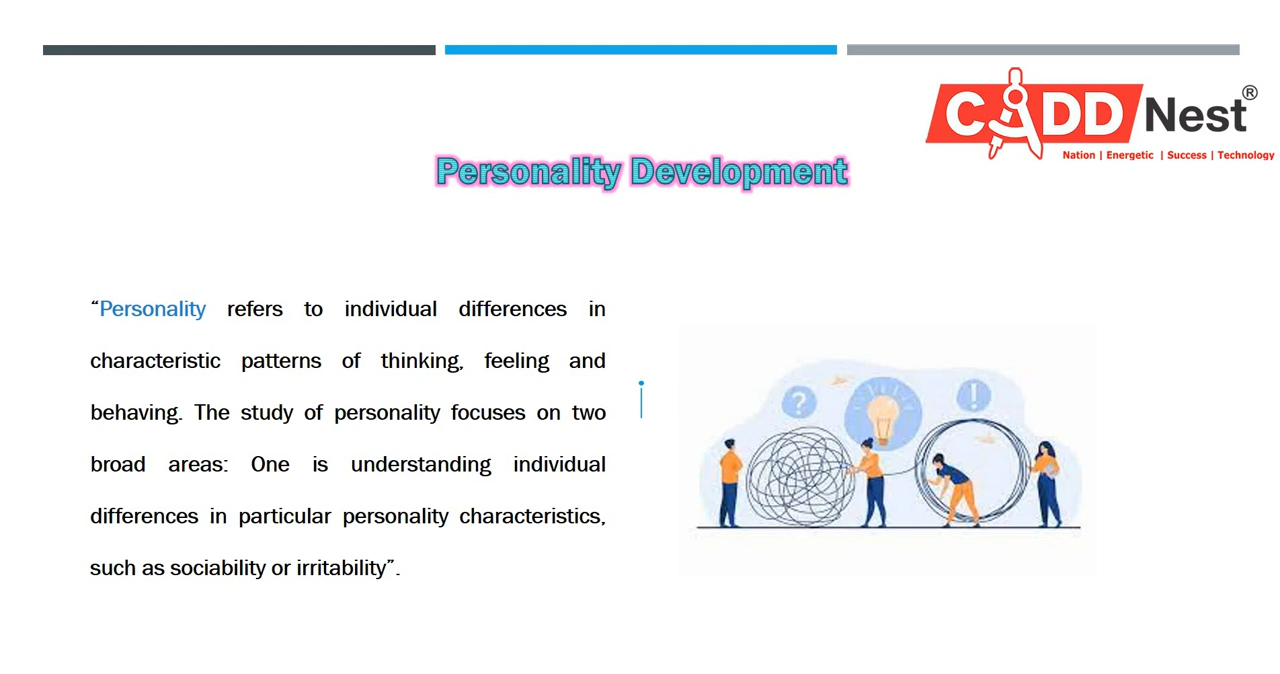 CADD Nest®
Nation | Energetic | Success | Technology
Personality Development
“Personality refers to individual differences in
characteristic patterns of thinking, feeling and
behaving. The study of personality focuses on two
broad areas: One is understanding individual
differences in particular personality characteristics,
such as sociability or irritability”.
? !